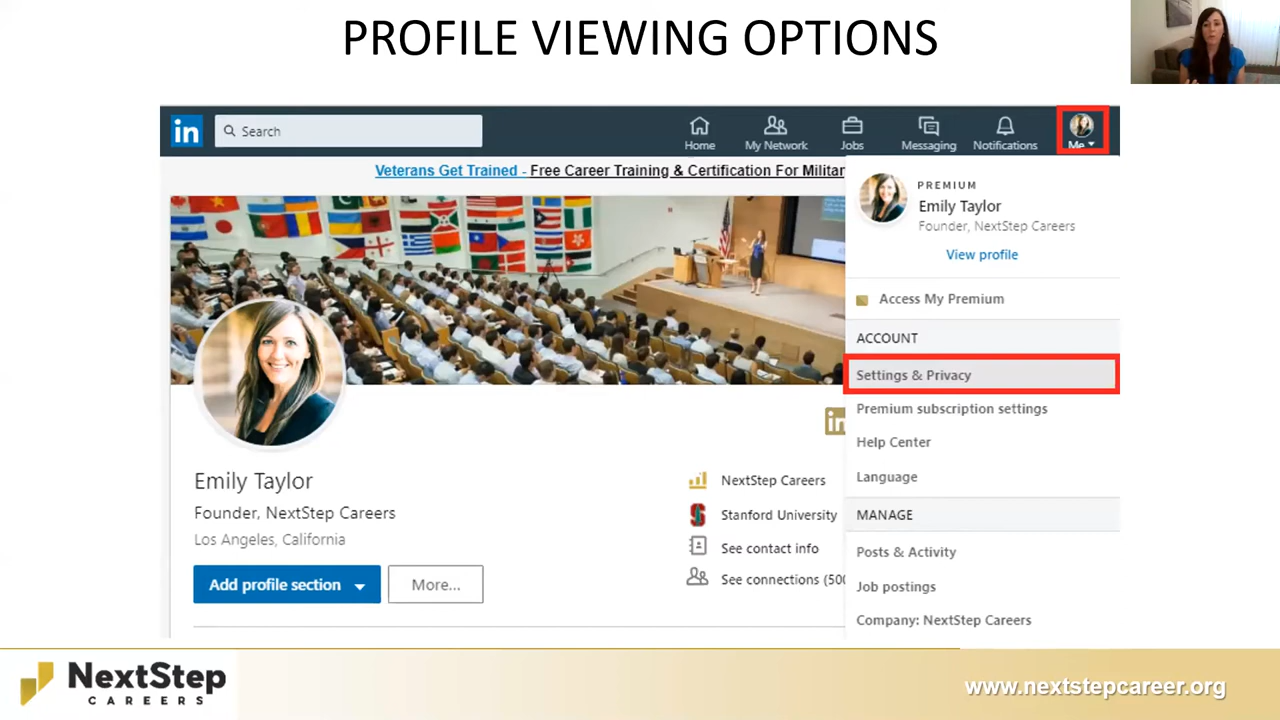 PROFILE VIEWING OPTIONS
in
Search
Home
My Network
Jobs
Messaging
Notifications
Me
Veterans Get Trained - Free Career Training & Certification For Militar
PREMIUM
Emily Taylor
Founder, NextStep Careers
View profile
Access My Premium
ACCOUNT
Settings & Privacy
Premium subscription settings
Help Center
Language
MANAGE
Posts & Activity
Job postings
Company: NextStep Careers
in
Emily Taylor
Founder, NextStep Careers
Los Angeles, California
Add profile section
More...
NextStep Careers
Stanford University
See contact info
See connections (500
NextStep
CAREERS
www.nextstepcareer.org